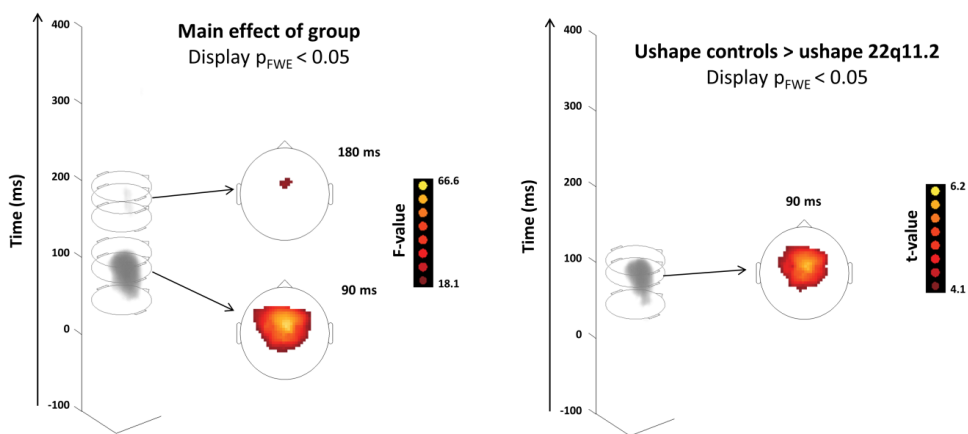 Main effect of group
Display pFWE < 0.05
Time (ms)
400
300
200
100
0
-100
180 ms
90 ms
F-value
66.6
18.1
Ushape controls > ushape 22q11.2
Display pFWE < 0.05
Time (ms)
400
300
200
100
0
-100
90 ms
t-value
6.2
4.1